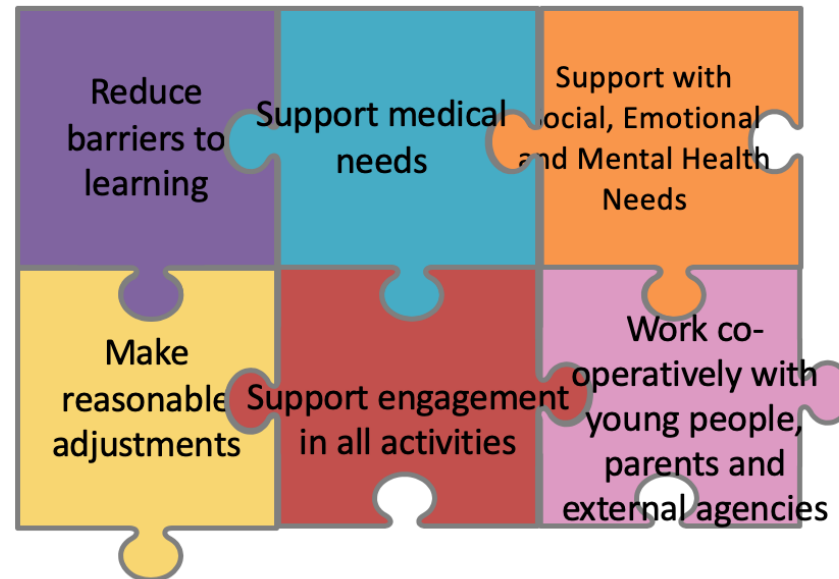 Reduce
barriers to
learning
Support medical
needs
Support with
Social, Emotional
and Mental Health
Needs
Make
reasonable
adjustments
Support engagement
in all activities
Work co-
operatively with
young people,
parents and
external agencies